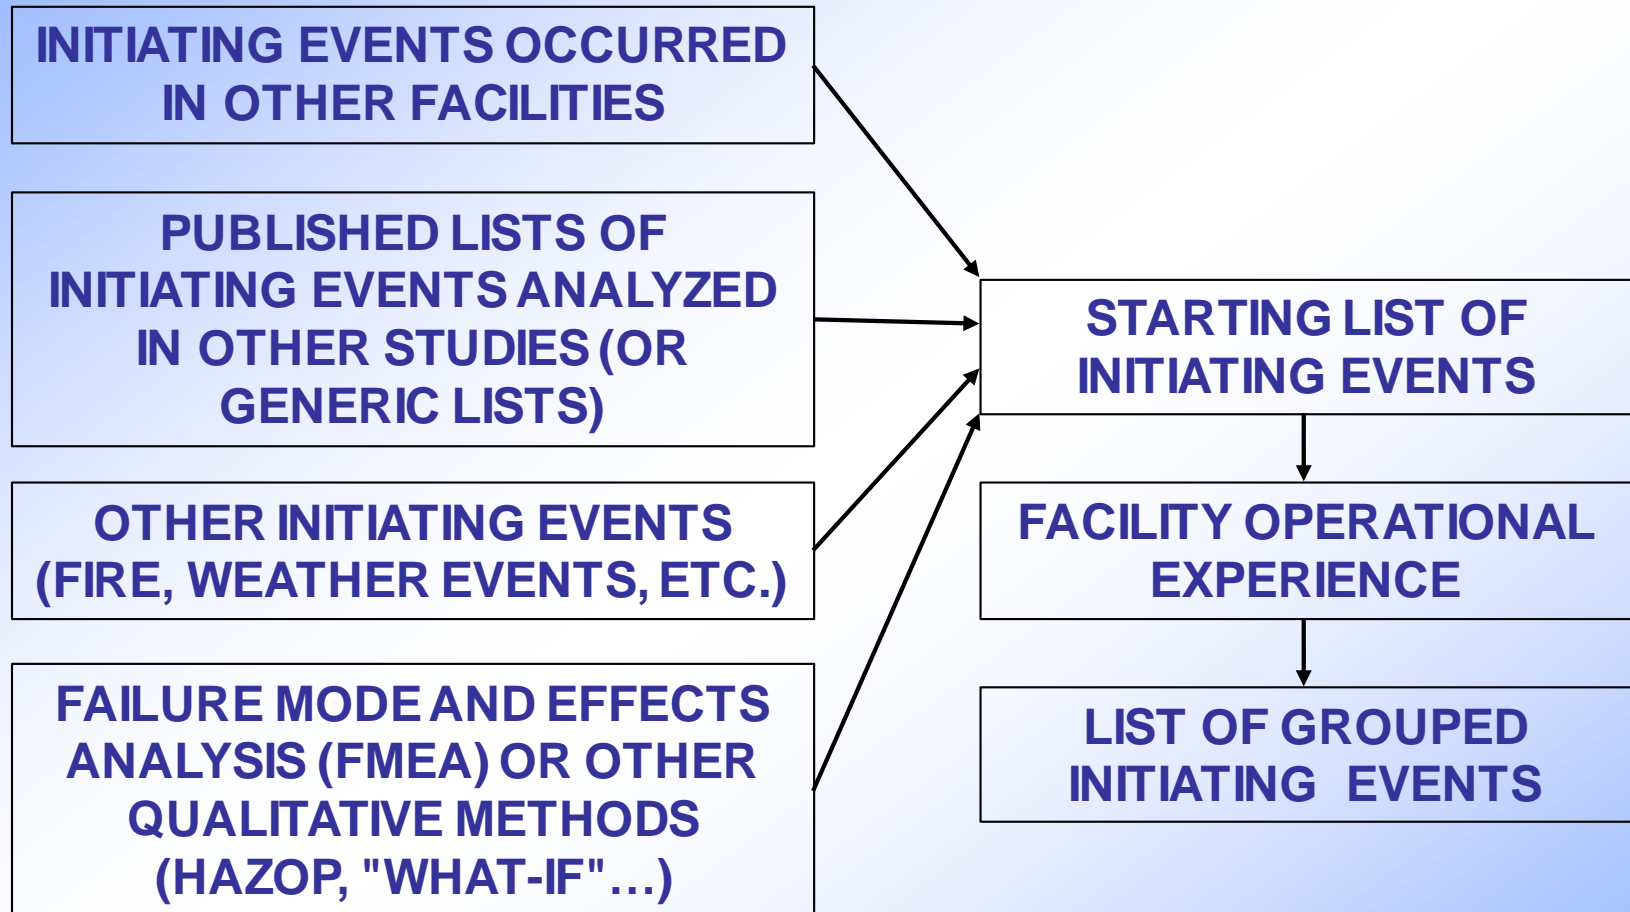 INITIATING EVENTS OCCURRED
IN OTHER FACILITIES
PUBLISHED LISTS OF
INITIATING EVENTS ANALYZED
IN OTHER STUDIES (OR
GENERIC LISTS)
OTHER INITIATING EVENTS
(FIRE, WEATHER EVENTS, ETC.)
FAILURE MODE AND EFFECTS
ANALYSIS (FMEA) OR OTHER
QUALITATIVE METHODS
(HAZOP, "WHAT-IF"…)
STARTING LIST OF
INITIATING EVENTS
FACILITY OPERATIONAL
EXPERIENCE
LIST OF GROUPED
INITIATING EVENTS